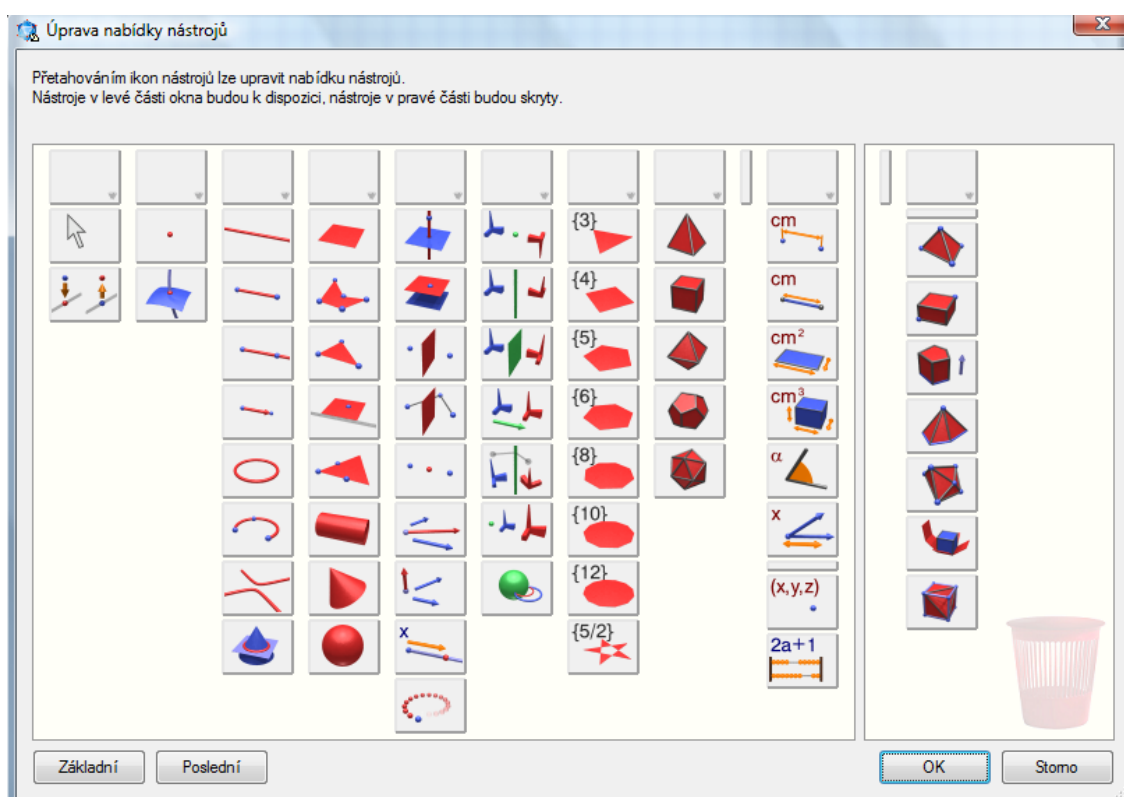 Úprava nabídky nástrojů
Přetahováním ikon nástrojů lze upravit nabídku nástrojů.
Nástroje v levé části okna budou k dispozici, nástroje v pravé části budou skryty.
{3}
cm
{4}
cm
{5}
cm²
{6}
cm³
{8}
α
{10}
x
{12}
(x,y,z)
x
{5/2}
2a+1
Základní
Poslední
OK
Storno